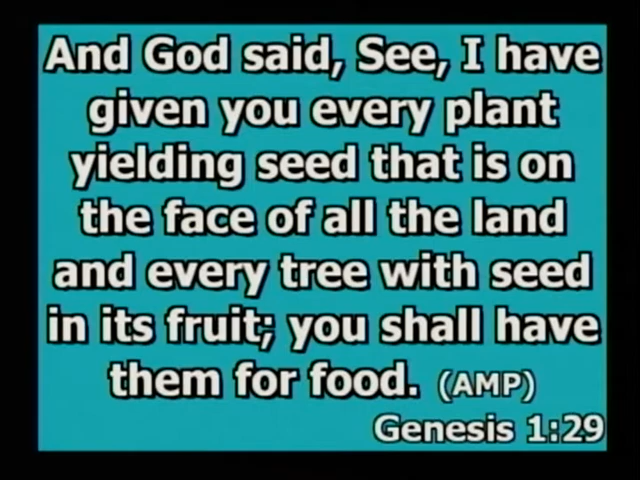 And God said, See, I have
given you every plant
yielding seed that is on
the face of all the land
and every tree with seed
in its fruit; you shall have
them for food. (AMP)
Genesis 1:29